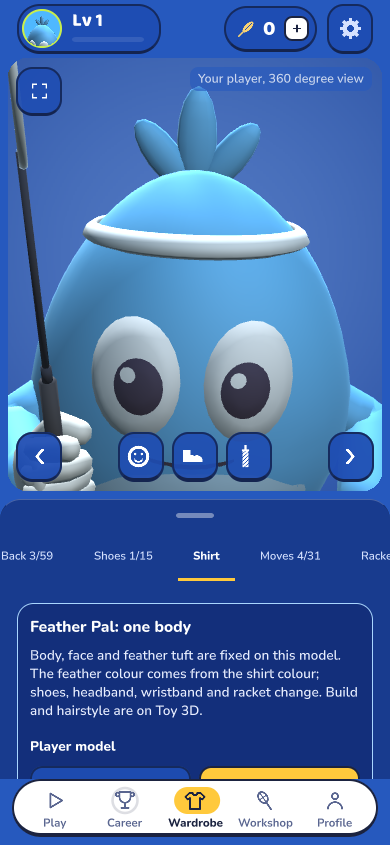 Lv 1
0
+
Your player, 360 degree view
Back 3/59
Shoes 1/15
Shirt
Moves 4/31
Racke
Feather Pal: one body
Body, face and feather tuft are fixed on this model.
The feather colour comes from the shirt colour;
shoes, headband, wristband and racket change. Build
and hairstyle are on Toy 3D.
Player model
Play
Career
Wardrobe
Workshop
Profile